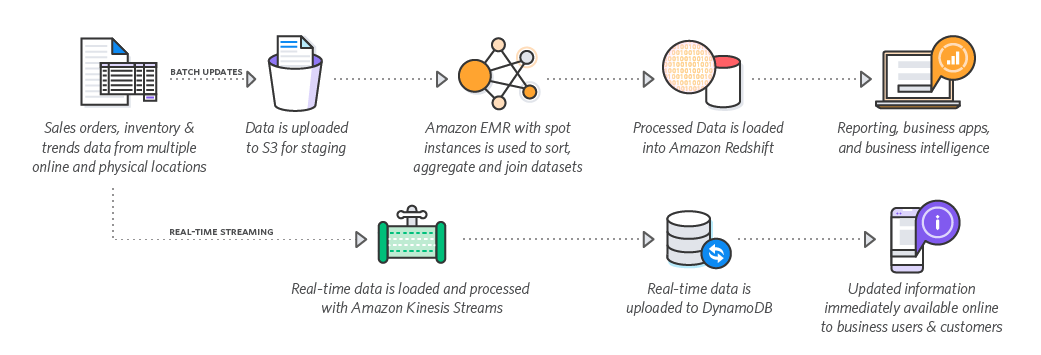 BATCH UPDATES
Sales orders, inventory &
trends data from multiple
online and physical locations
Data is uploaded
to S3 for staging
Amazon EMR with spot
instances is used to sort,
aggregate and join datasets
Processed Data is loaded
into Amazon Redshift
Reporting, business apps,
and business intelligence
REAL-TIME STREAMING
Real-time data is loaded and processed
with Amazon Kinesis Streams
Real-time data is
uploaded to DynamoDB
Updated information
immediately available online
to business users & customers